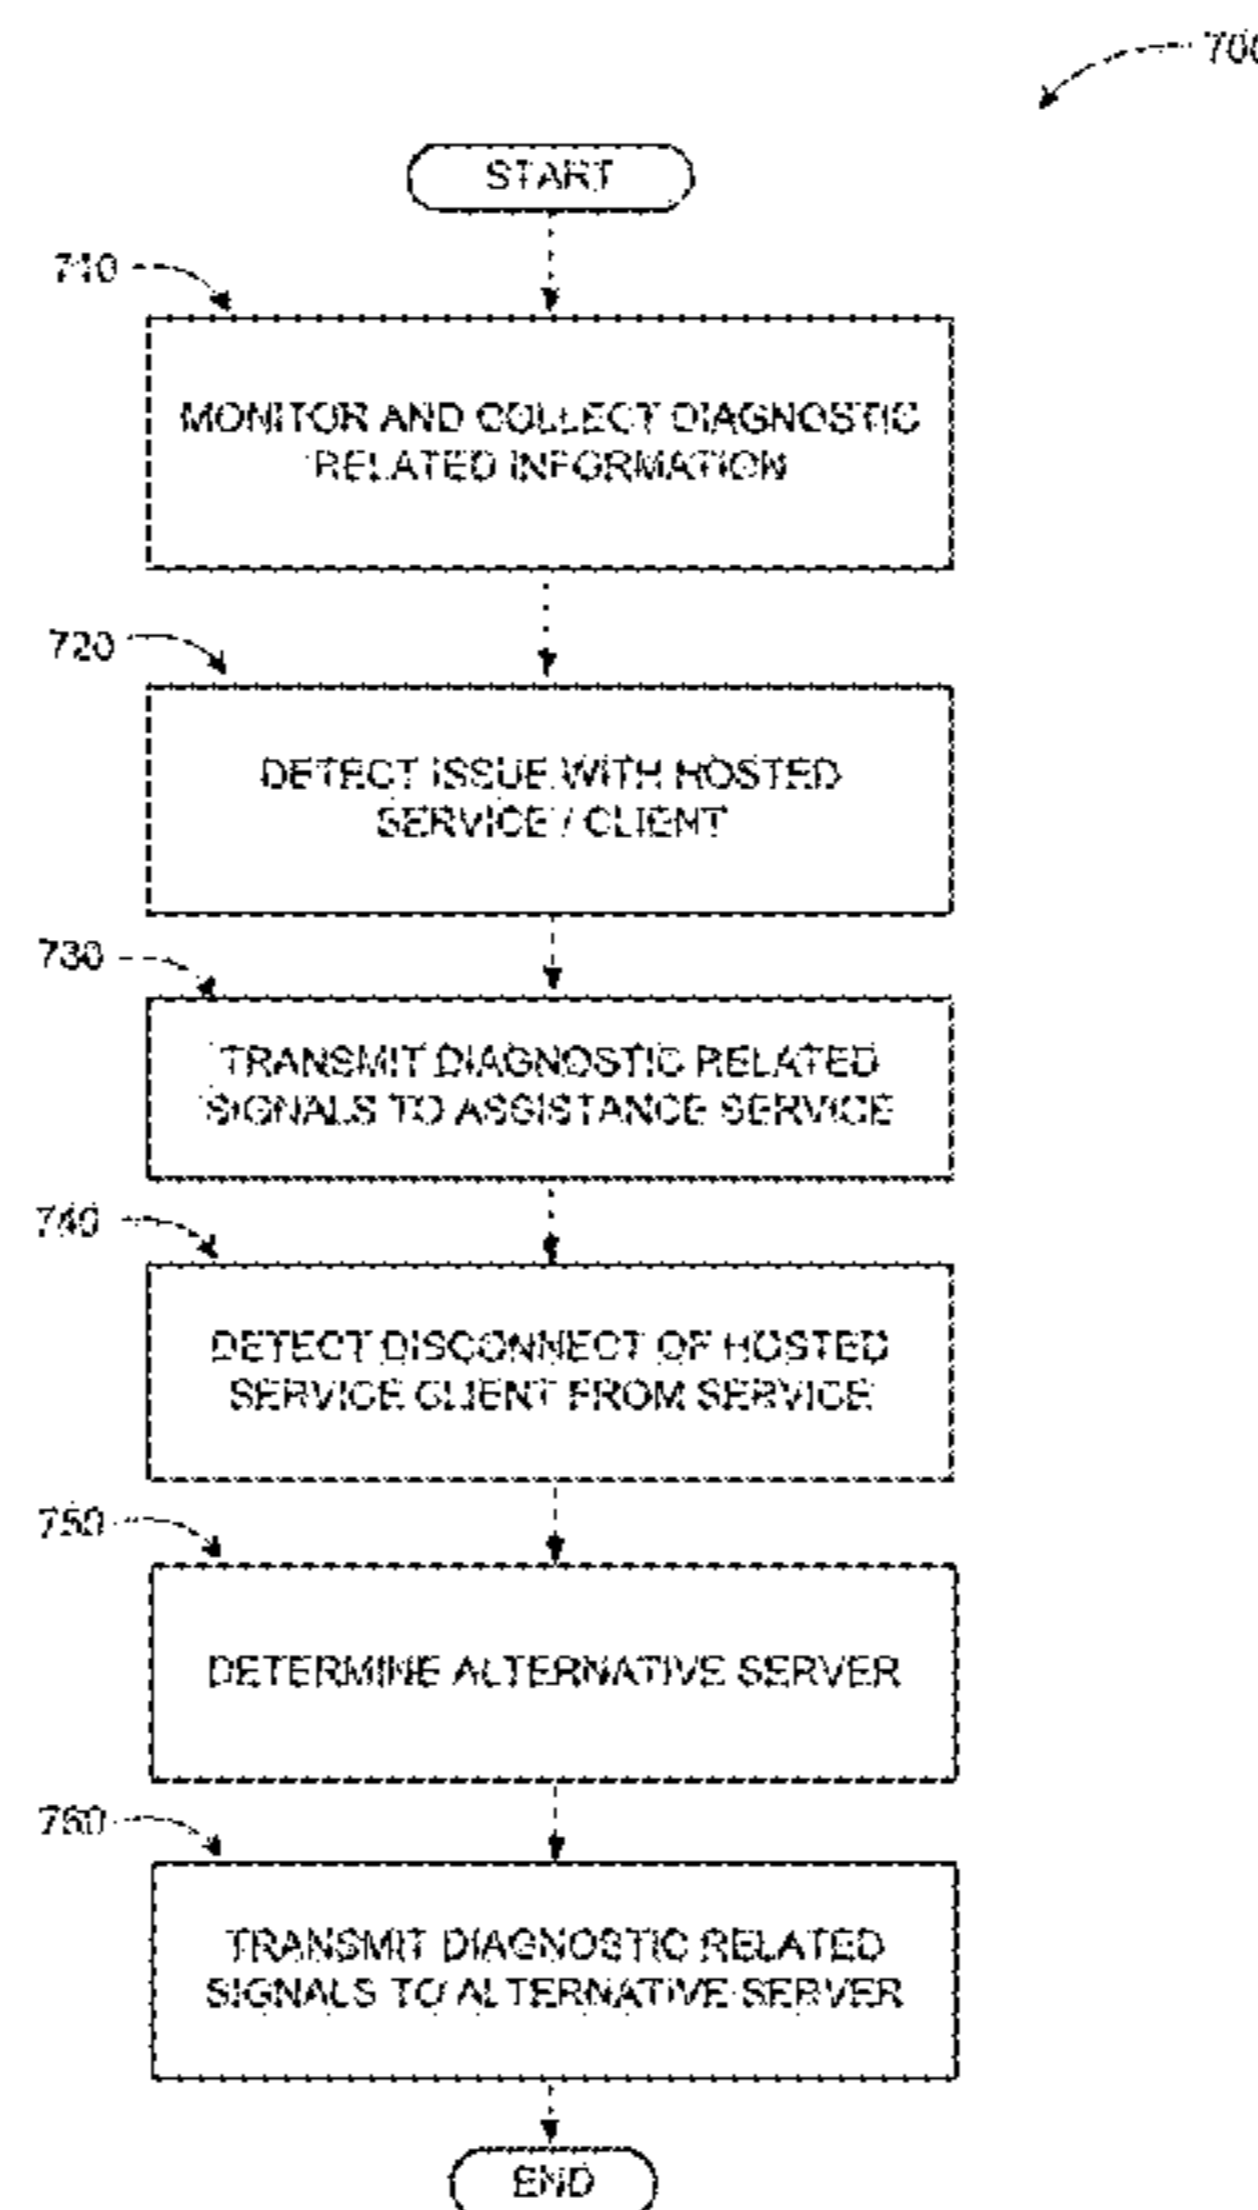 700
START
710
MONITOR AND COLLECT DIAGNOSTIC
RELATED INFORMATION
720
DETECT ISSUE WITH HOSTED
SERVICE / CLIENT
730
TRANSMIT DIAGNOSTIC RELATED
SIGNALS TO ASSISTANCE SERVICE
740
DETECT DISCONNECT OF HOSTED
SERVICE CLIENT FROM SERVICE
750
DETERMINE ALTERNATIVE SERVER
760
TRANSMIT DIAGNOSTIC RELATED
SIGNALS TO ALTERNATIVE SERVER
END